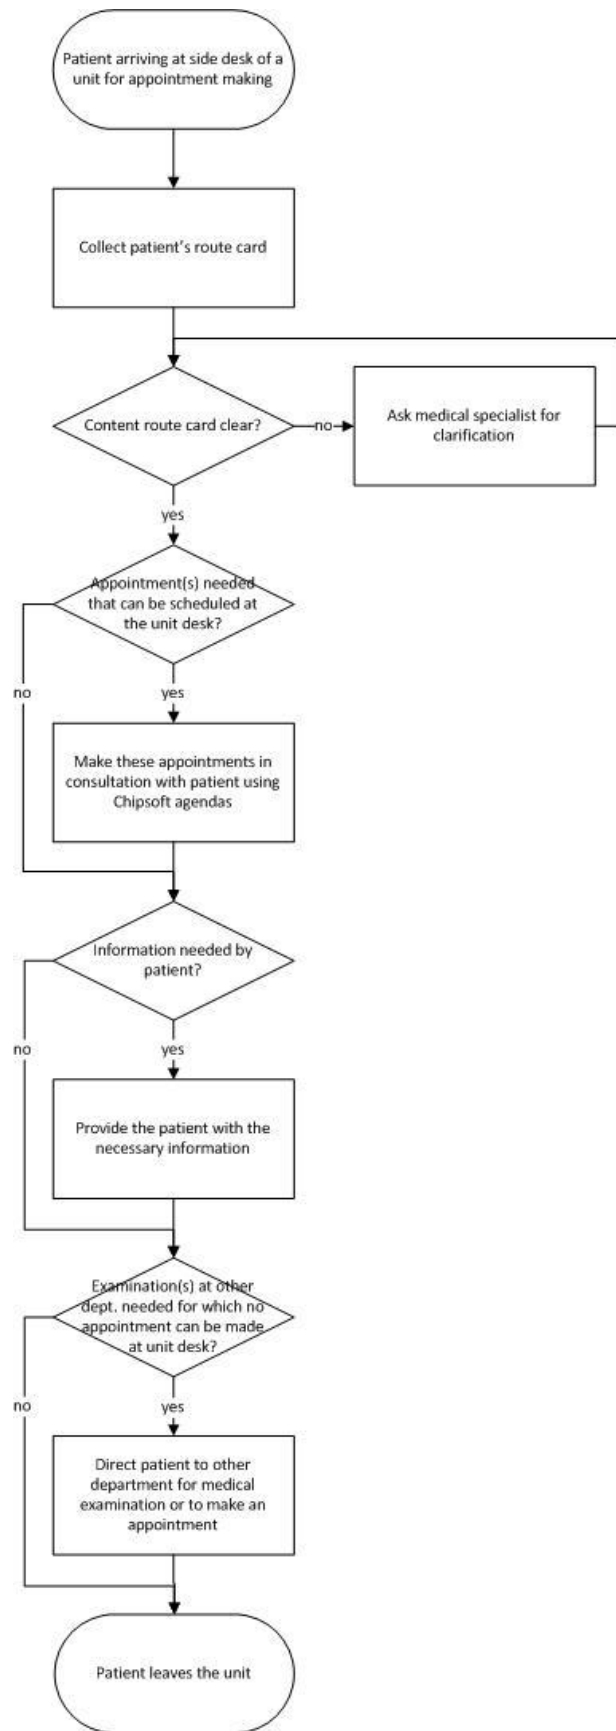 Patient arriving at side desk of a
unit for appointment making
Collect patient's route card
Content route card clear?
no
Ask medical specialist for
clarification
yes
Appointment(s) needed
that can be scheduled at
the unit desk?
no
yes
Make these appointments in
consultation with patient using
Chipsoft agendas
Information needed by
patient?
no
yes
Provide the patient with the
necessary information
Examination(s) at other
dept. needed for which no
appointment can be made
at unit desk?
no
yes
Direct patient to other
department for medical
examination or to make an
appointment
Patient leaves the unit